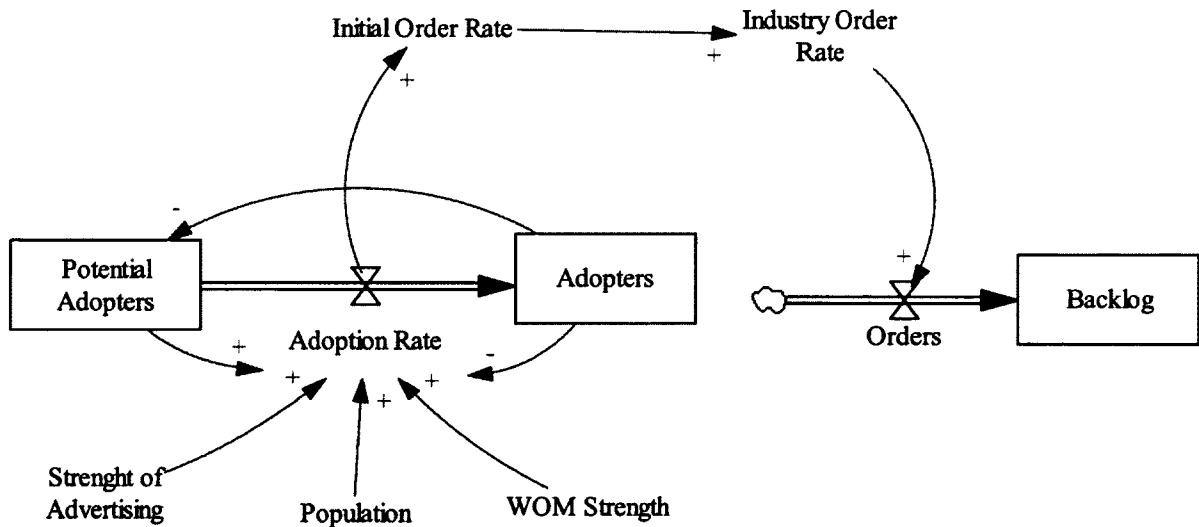 Initial Order Rate
Industry Order
Rate
+
+
-
+
Potential
Adopters
Adopters
Backlog
Orders
Adoption Rate
+
-
+
+
+
Strenght of
Advertising
Population
WOM Strength